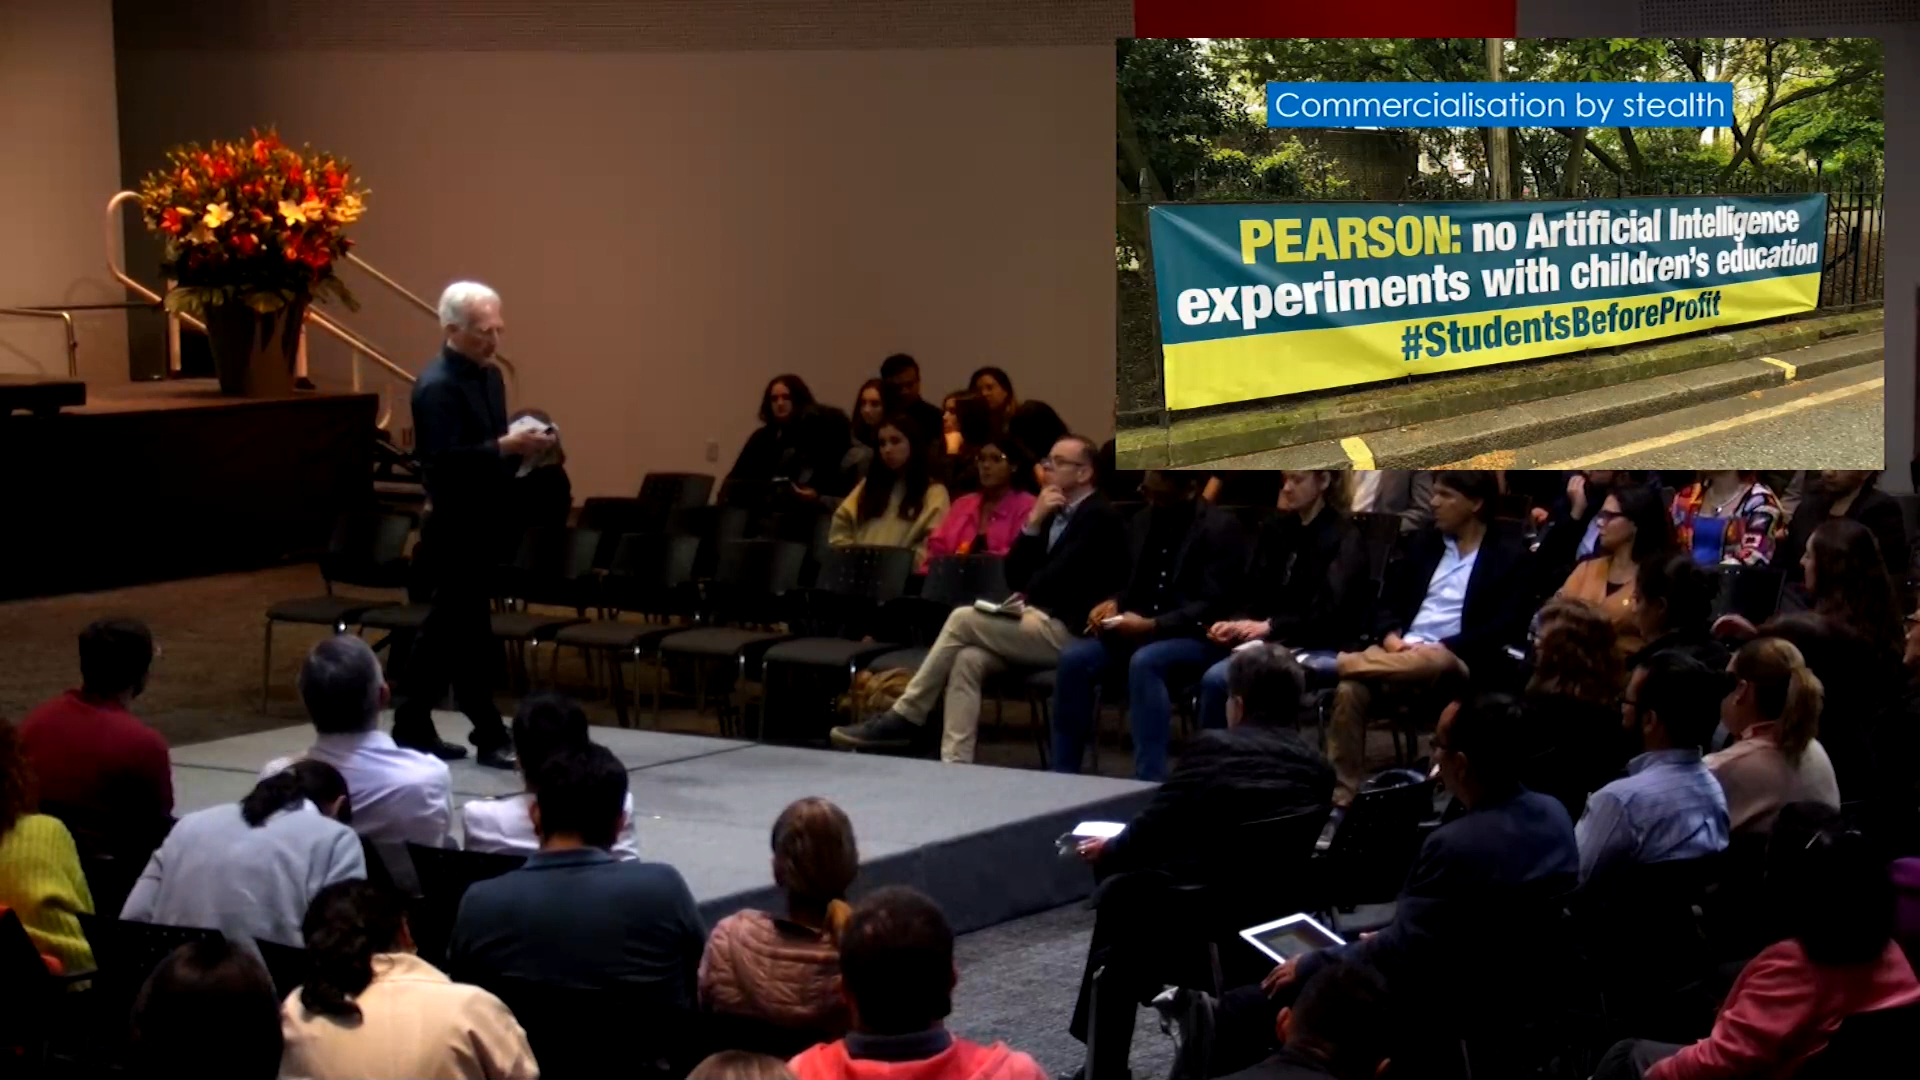 Commercialisation by stealth
PEARSON: no Artificial Intelligence
experiments with children's education
#StudentsBeforeProfit